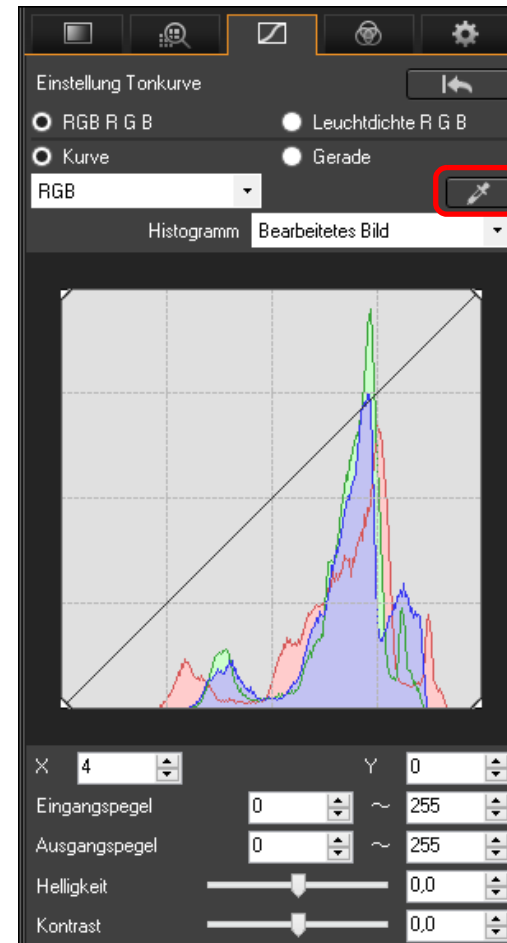 Einstellung Tonkurve
RGB R G B Leuchtdichte R G B
Kurve Gerade
RGB
Histogramm Bearbeitetes Bild
X 4 Y 0
Eingangspegel 0 ~ 255
Ausgangspegel 0 ~ 255
Helligkeit 0,0
Kontrast 0,0